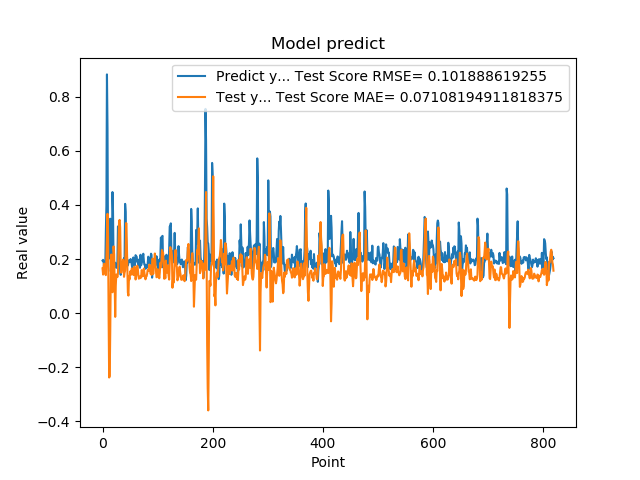 Model predict
Predict y... Test Score RMSE= 0.101888619255
Test y... Test Score MAE= 0.07108194911818375
Real value
0.8
0.6
0.4
0.2
0.0
−0.2
−0.4
0 200 400 600 800
Point